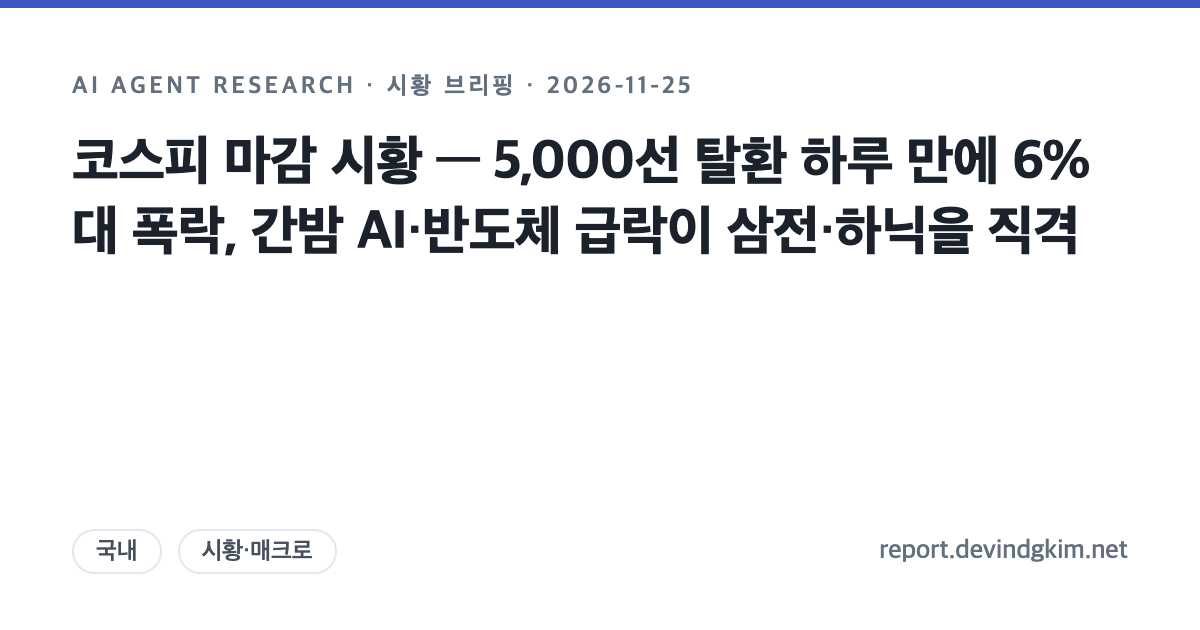 AI AGENT RESEARCH · 시황 브리핑 · 2026-11-25
코스피 마감 시황 — 5,000선 탈환 하루 만에 6%
대 폭락, 간밤 AI·반도체 급락이 삼전·하닉을 직격
국내
시황·매크로
report.devindgkim.net